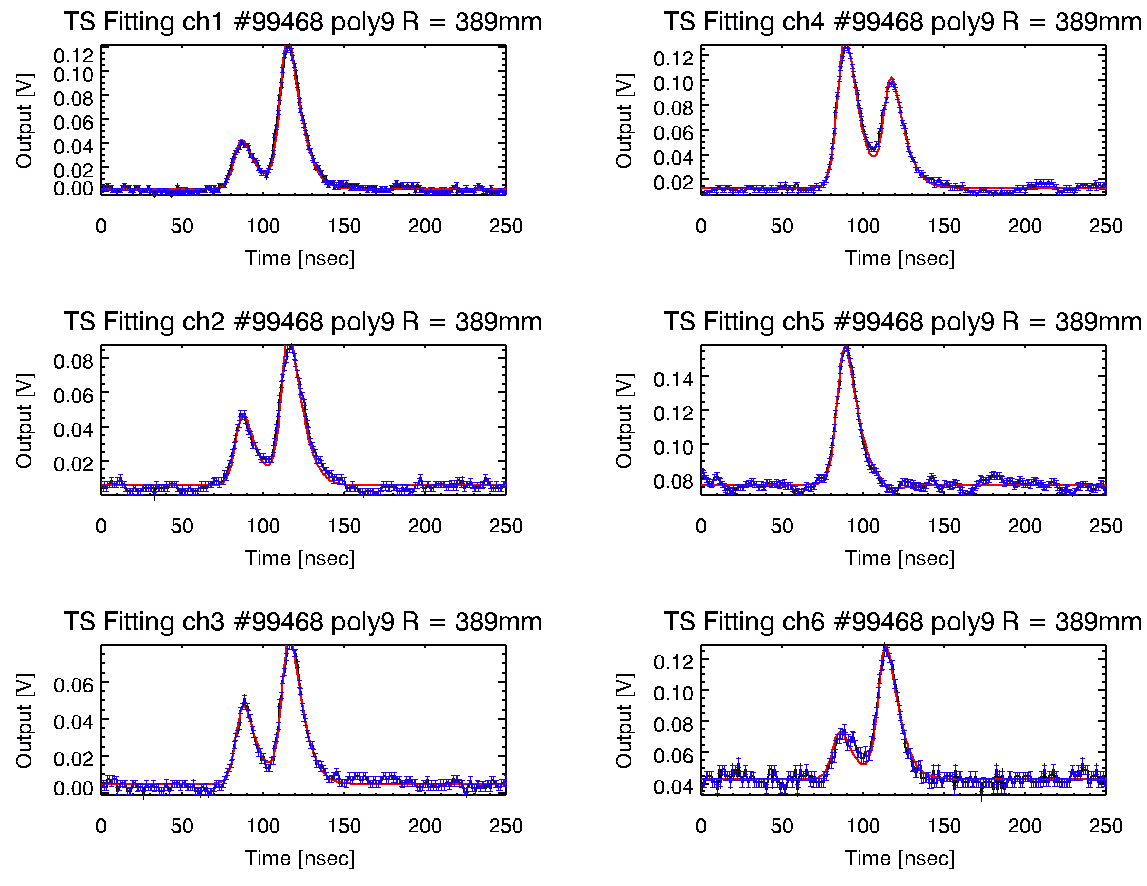 TS Fitting ch1 #99468 poly9 R = 389mm
Output [V]
0.12
0.10
0.08
0.06
0.04
0.02
0.00
0 50 100 150 200 250
Time [nsec]
TS Fitting ch4 #99468 poly9 R = 389mm
Output [V]
0.12
0.10
0.08
0.06
0.04
0.02
0 50 100 150 200 250
Time [nsec]
TS Fitting ch2 #99468 poly9 R = 389mm
Output [V]
0.08
0.06
0.04
0.02
0 50 100 150 200 250
Time [nsec]
TS Fitting ch5 #99468 poly9 R = 389mm
Output [V]
0.14
0.12
0.10
0.08
0 50 100 150 200 250
Time [nsec]
TS Fitting ch3 #99468 poly9 R = 389mm
Output [V]
0.06
0.04
0.02
0.00
0 50 100 150 200 250
Time [nsec]
TS Fitting ch6 #99468 poly9 R = 389mm
Output [V]
0.12
0.10
0.08
0.06
0.04
0 50 100 150 200 250
Time [nsec]